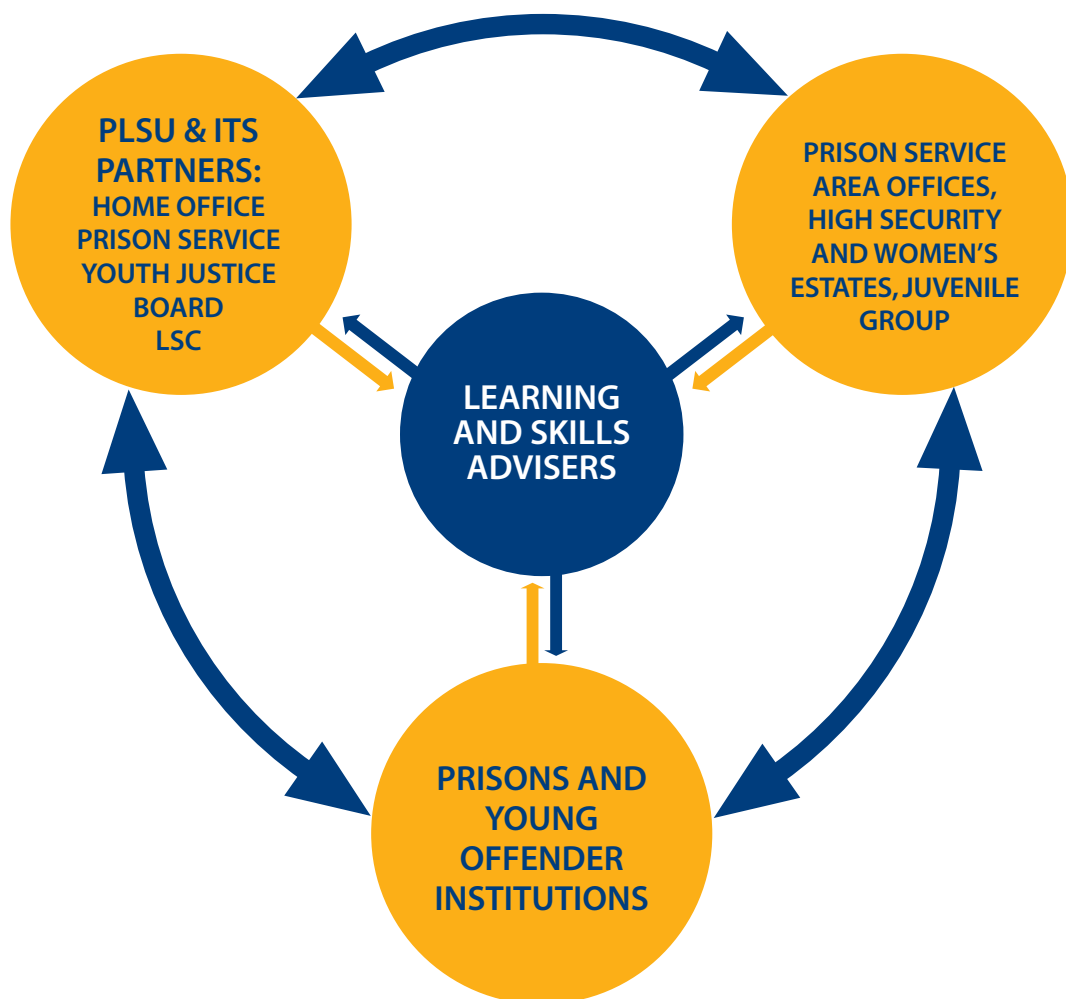 PLSU & ITS
PARTNERS:
HOME OFFICE
PRISON SERVICE
YOUTH JUSTICE
BOARD
LSC
PRISON SERVICE
AREA OFFICES,
HIGH SECURITY
AND WOMEN'S
ESTATES, JUVENILE
GROUP
LEARNING
AND SKILLS
ADVISERS
PRISONS AND
YOUNG
OFFENDER
INSTITUTIONS